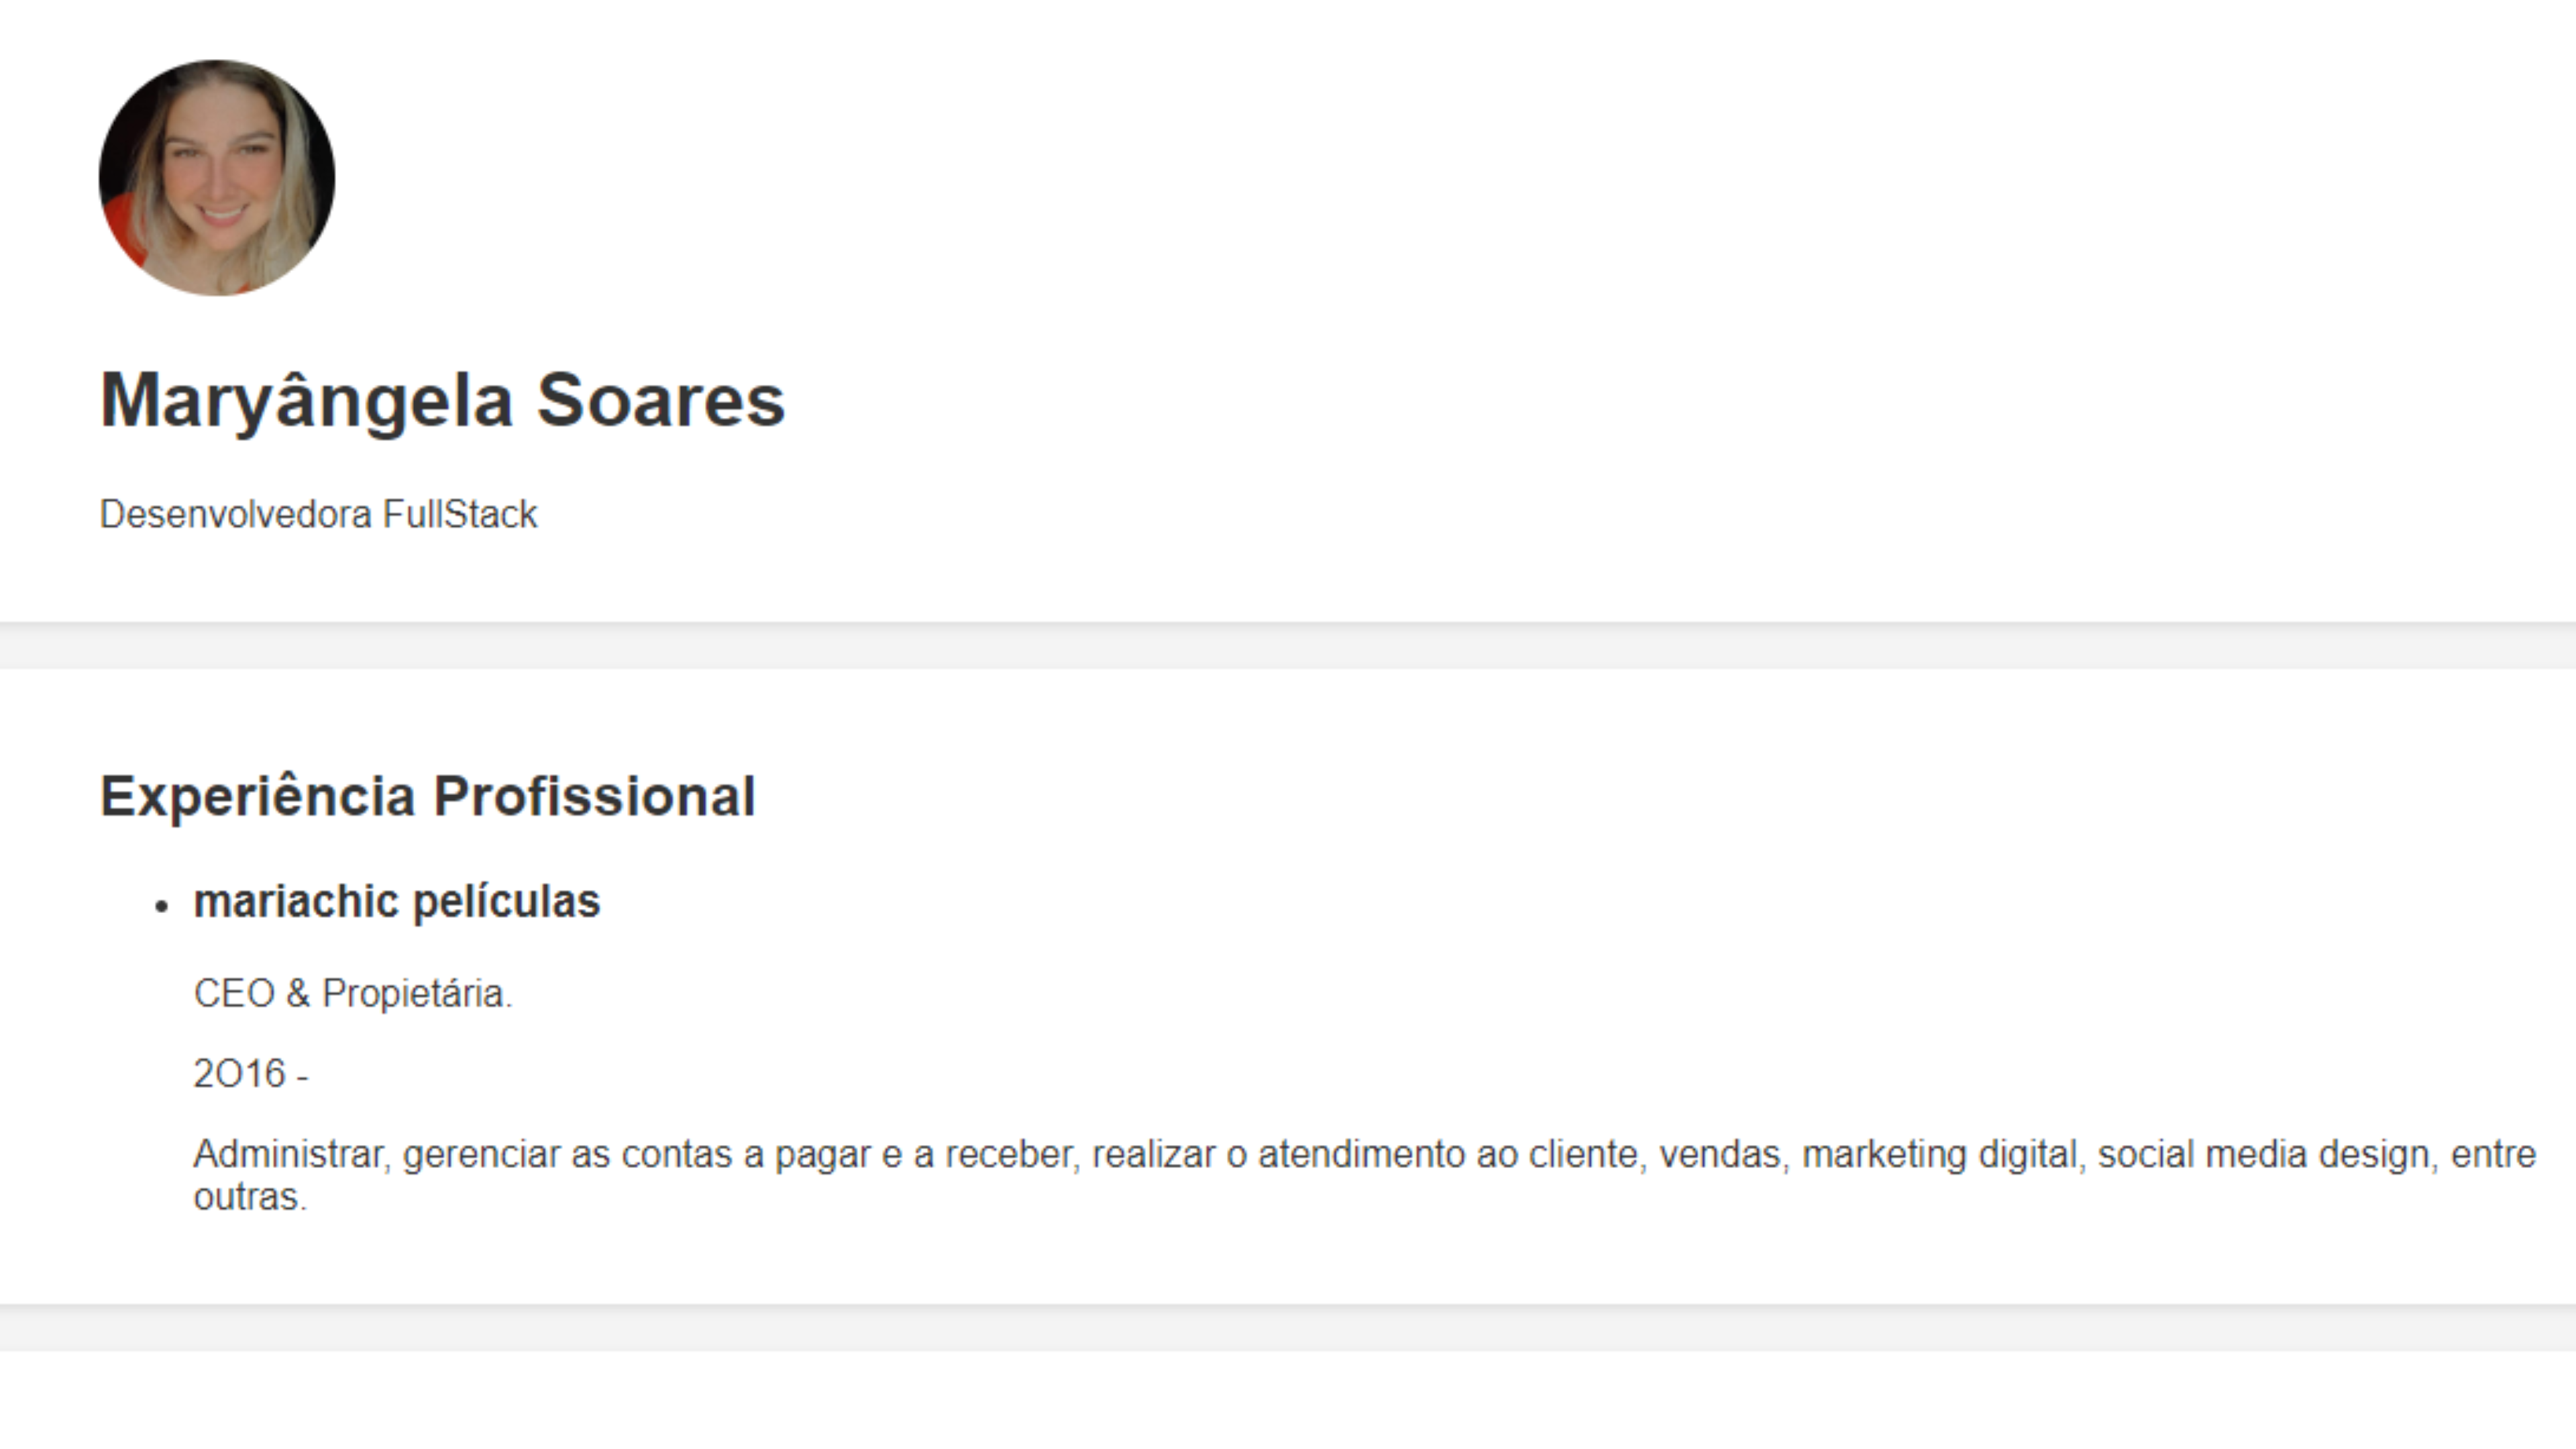 Maryângela Soares
Desenvolvedora FullStack
Experiência Profissional
• mariachic películas
CEO & Propietária.
2O16 -
Administrar, gerenciar as contas a pagar e a receber, realizar o atendimento ao cliente, vendas, marketing digital, social media design, entre
outras.